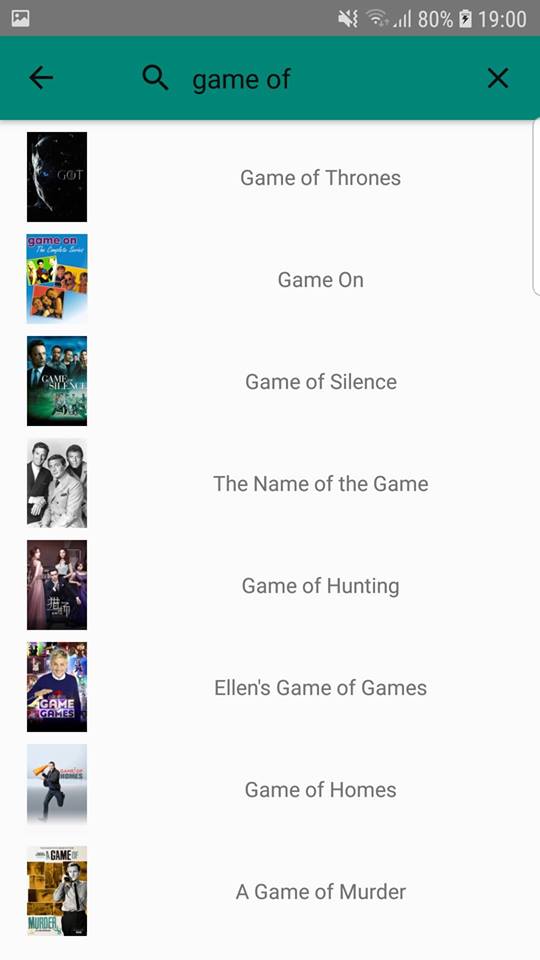 80% 19:00
game of
GOT
Game of Thrones
game on
The Complete Series
Game On
GAME OF
SILENCE
Game of Silence
The Name of the Game
猎场
Game of Hunting
GAME
GAMES
Ellen's Game of Games
GAME OF
HOMES
Game of Homes
A GAME OF
MURDER
A Game of Murder